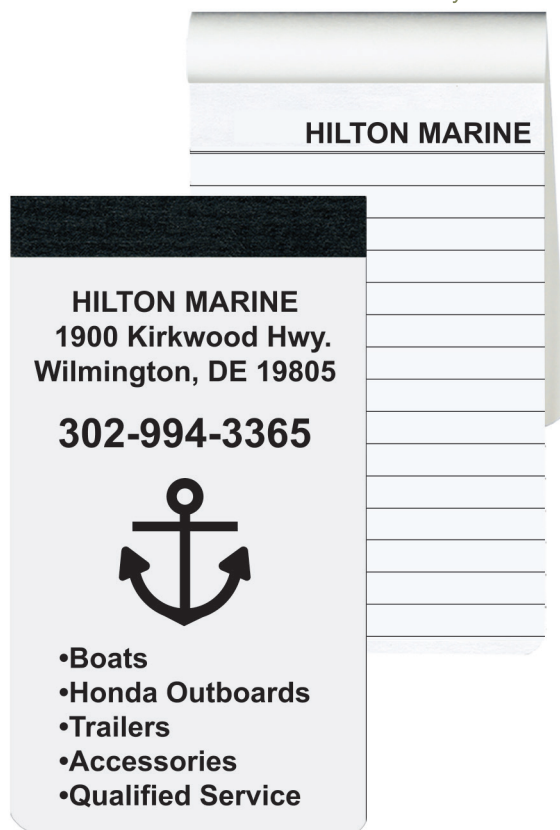 HILTON MARINE
HILTON MARINE
1900 Kirkwood Hwy.
Wilmington, DE 19805
302-994-3365
•Boats
•Honda Outboards
•Trailers
•Accessories
•Qualified Service